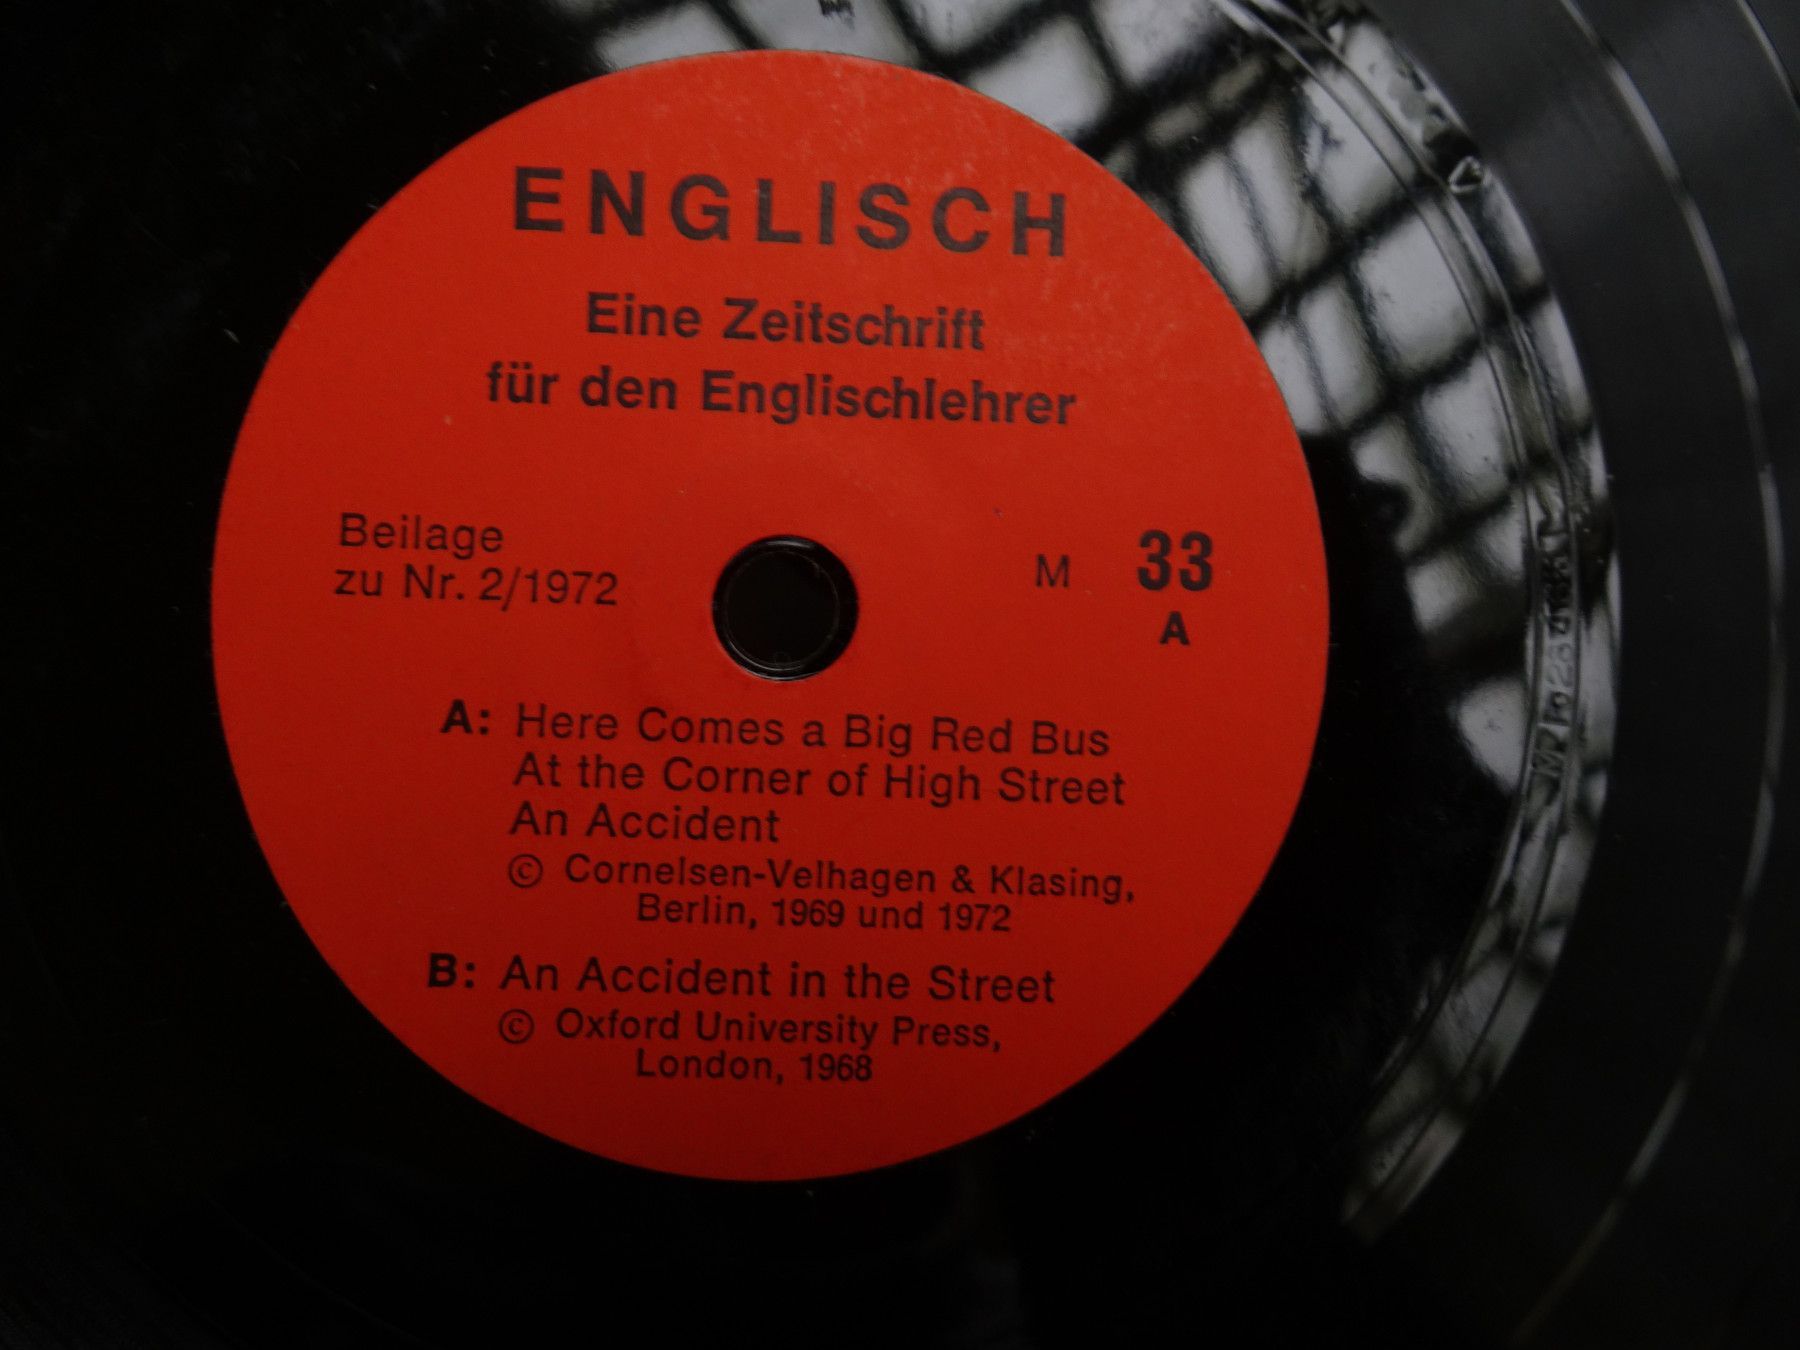 ENGLISCH
Eine Zeitschrift
für den Englischlehrer
Beilage
zu Nr. 2/1972
M 33
A
A: Here Comes a Big Red Bus
At the Corner of High Street
An Accident
© Cornelsen-Velhagen & Klasing,
Berlin, 1969 und 1972
B: An Accident in the Street
© Oxford University Press,
London, 1968